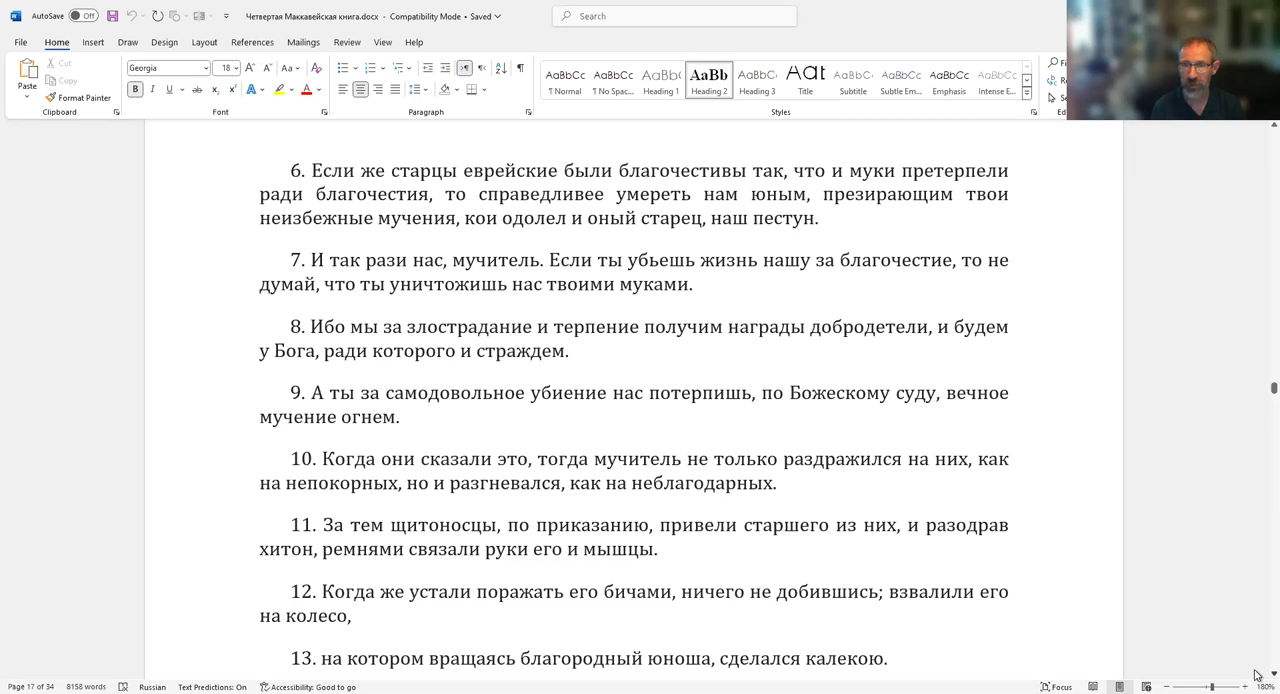 AutoSave Off Четвертая Маккавейская книга.docx - Compatibility Mode • Saved Search
File Home Insert Draw Design Layout References Mailings Review View Help
Paste Cut Copy Format Painter Clipboard
Georgia 18 Font
Paragraph
AaBbCc AaBbCc AaBbC AaBb AaBbC AaB AaBbC AaBbCc AaBbCc AaBbCc
¶ Normal ¶ No Spac... Heading 1 Heading 2 Heading 3 Title Subtitle Subtle Em... Emphasis Intense E...
Styles
6. Если же старцы еврейские были благочестивы так, что и муки претерпели
ради благочестия, то справедливее умереть нам юным, презирающим твои
неизбежные мучения, кои одолел и оный старец, наш пестун.
7. И так рази нас, мучитель. Если ты убьешь жизнь нашу за благочестие, то не
думай, что ты уничтожишь нас твоими муками.
8. Ибо мы за злострадание и терпение получим награды добродетели, и будем
у Бога, ради которого и страждем.
9. А ты за самодовольное убиение нас потерпишь, по Божескому суду, вечное
мучение огнем.
10. Когда они сказали это, тогда мучитель не только раздражился на них, как
на непокорных, но и разгневался, как на неблагодарных.
11. За тем щитоносцы, по приказанию, привели старшего из них, и разодрав
хитон, ремнями связали руки его и мышцы.
12. Когда же устали поражать его бичами, ничего не добившись; взвалили его
на колесо,
13. на котором вращаясь благородный юноша, сделался калекою.
Page 17 of 34 8158 words Russian Text Predictions: On Accessibility: Good to go Focus 180%